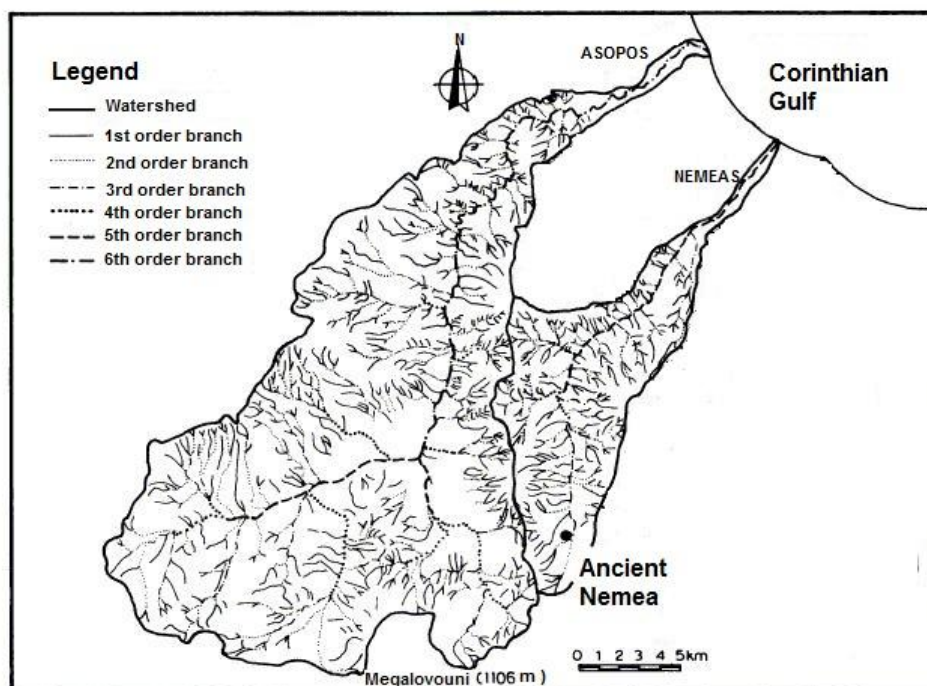 N
ASOPOS
Corinthian
Gulf
Legend
Watershed
1st order branch
2nd order branch
3rd order branch
4th order branch
5th order branch
6th order branch
NEMEAS
Ancient
Nemea
0 1 2 3 4 5km
Megalovouni (1106 m)